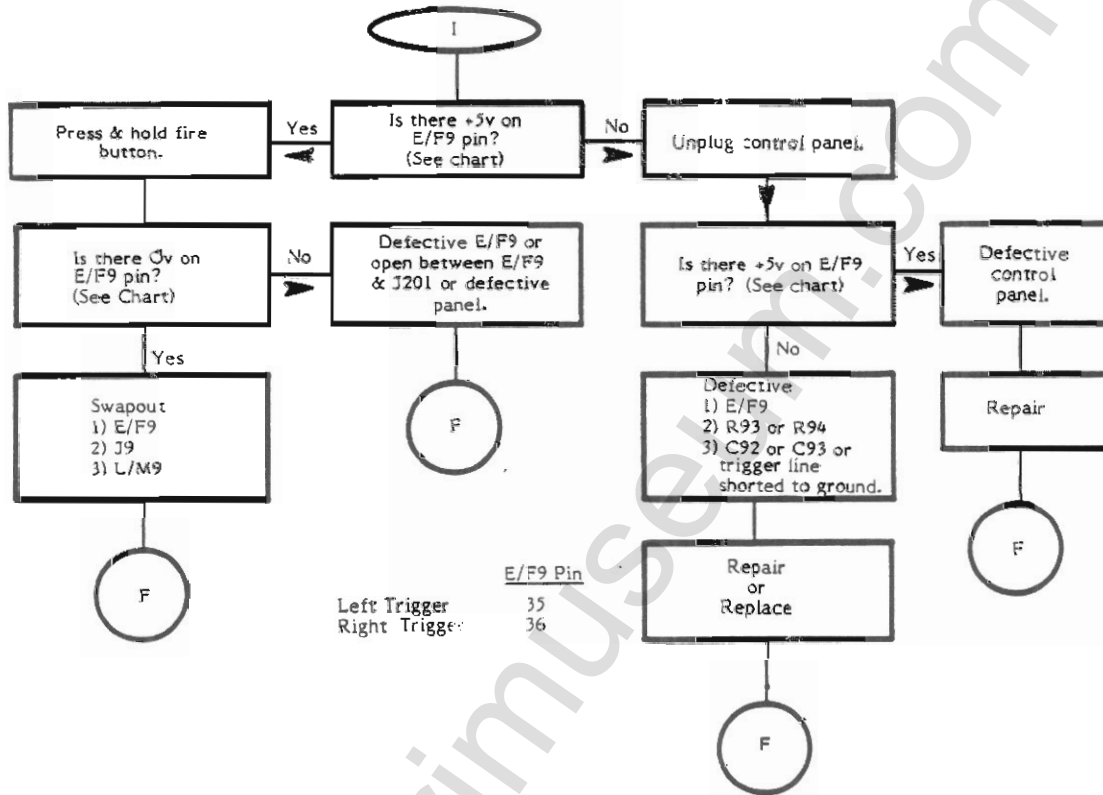 I
Is there +5v on
E/F9 pin?
(See chart)
Yes
No
Press & hold fire
button.
Unplug control panel.
Is there 0v on
E/F9 pin?
(See Chart)
No
Defective E/F9 or
open between E/F9
& J201 or defective
panel.
Is there +5v on E/F9
pin? (See chart)
Yes
Defective
control
panel.
Yes
No
Swapout
1) E/F9
2) J9
3) L/M9
F
Defective
1) E/F9
2) R93 or R94
3) C92 or C93 or
trigger line
shorted to ground.
Repair
F
F
E/F9 Pin
Left Trigger 35
Right Trigger 36
Repair
or
Replace
F
rimuseum.com